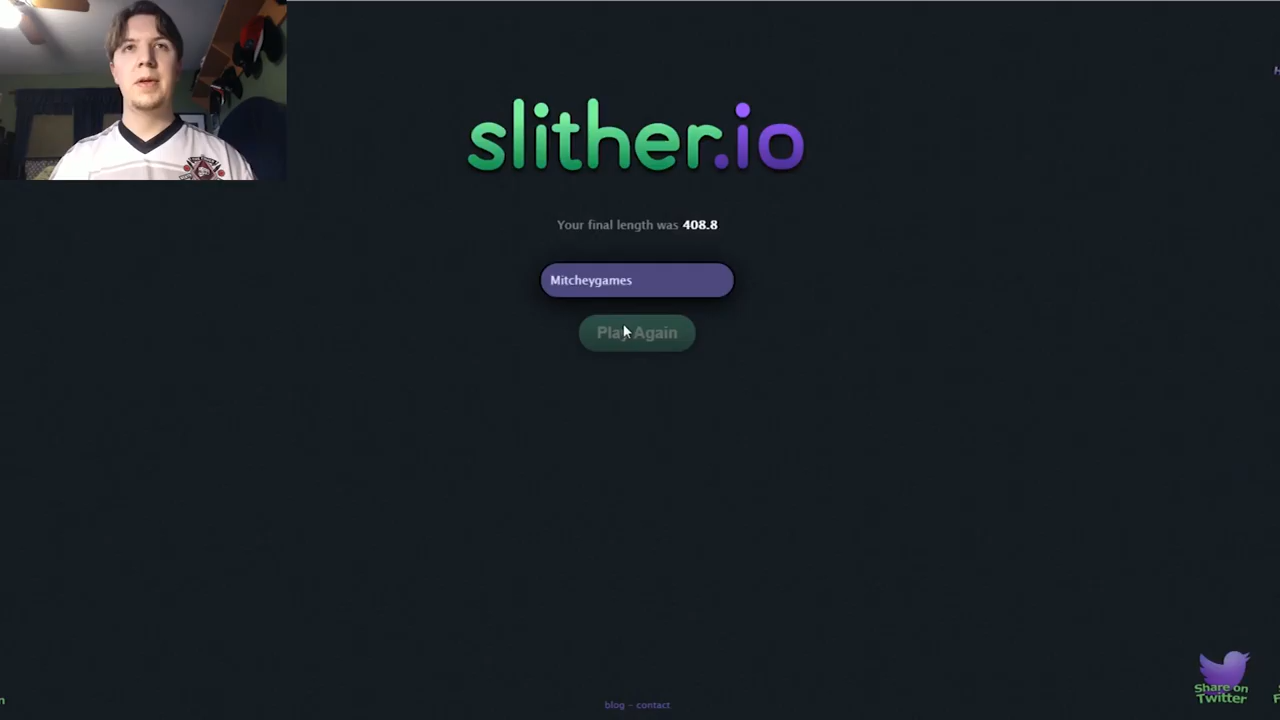 slither.io
Your final length was 408.8
Mitcheygames
Play Again
Share on
Twitter
blog - contact